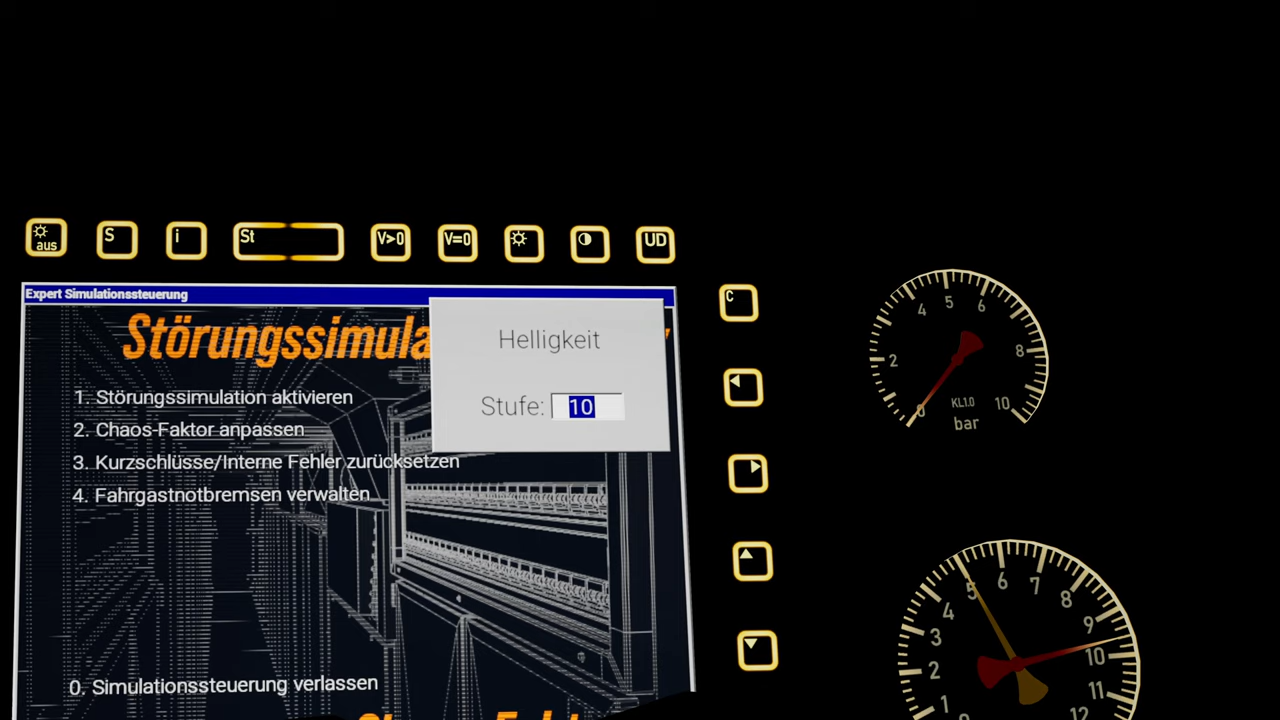 aus
S
i
St
V>0
V=0
UD
Expert Simulationssteuerung
Störungssimula
Helligkeit
Stufe: 10
1. Störungssimulation aktivieren
2. Chaos-Faktor anpassen
3. Kurzschlüsse/Interne Fehler zurücksetzen
4. Fahrgastnotbremsen verwalten
0. Simulationssteuerung verlassen
C
0 2 4 5 6 8 10
KL1.0
bar
1 2 3 4 5 6 7 8 9 10 11 12